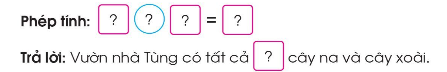 Phép tính: ? ? ? = ?
Trả lời: Vườn nhà Tùng có tất cả ? cây na và cây xoài.